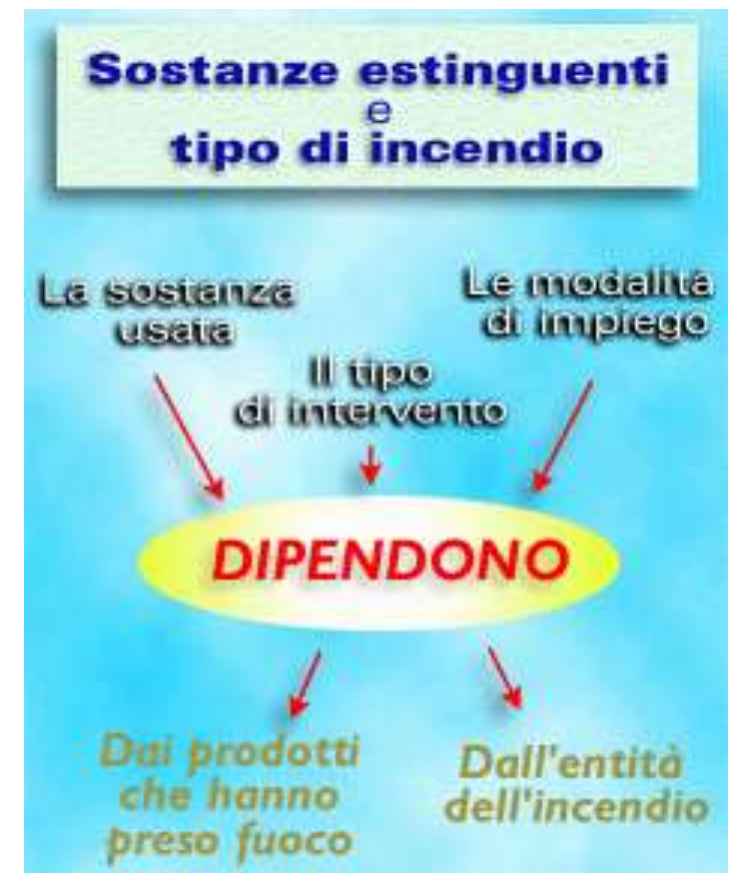 Sostanze estinguenti
e
tipo di incendio
La sostanza
usata
Il tipo
di intervento
Le modalità
di impiego
DIPENDONO
Dai prodotti
che hanno
preso fuoco
Dall'entità
dell'incendio